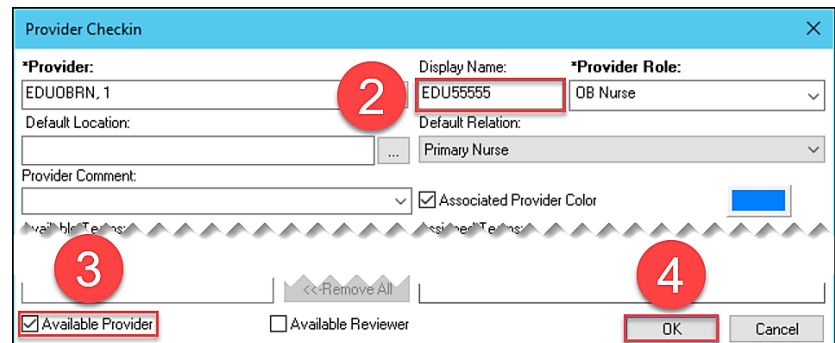 Provider Checkin
*Provider: Display Name: *Provider Role:
EDUOBRN, 1 2 EDU55555 OB Nurse
Default Location: Default Relation:
... Primary Nurse
Provider Comment:
Associated Provider Color
3 <<-Remove All 4
Available Provider Available Reviewer OK Cancel